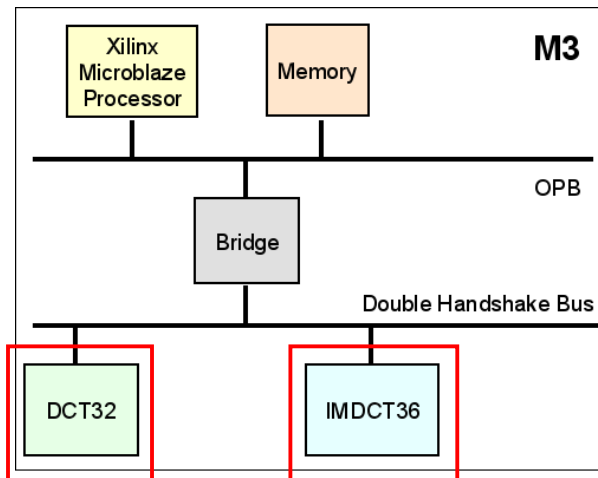 Xilinx
Microblaze
Processor
Memory
M3
OPB
Bridge
Double Handshake Bus
DCT32
IMDCT36